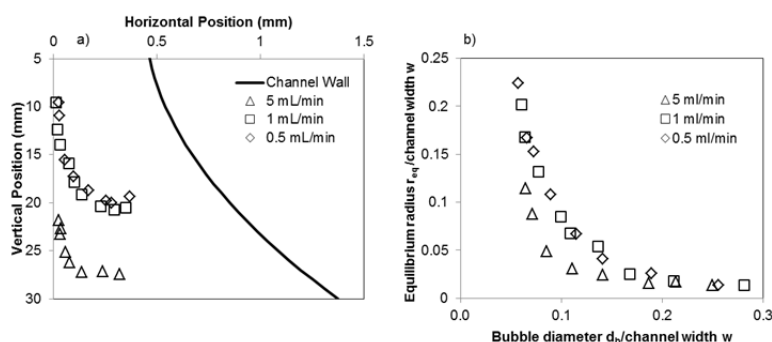 Horizontal Position (mm)
a)
0 0.5 1 1.5
Vertical Position (mm)
5
10
15
20
25
30
Channel Wall
5 mL/min
1 mL/min
0.5 mL/min
b)
Equilibrium radius req/channel width w
0.25
0.2
0.15
0.1
0.05
0
5 ml/min
1 ml/min
0.5 ml/min
0.0 0.1 0.2 0.3
Bubble diameter db/channel width w